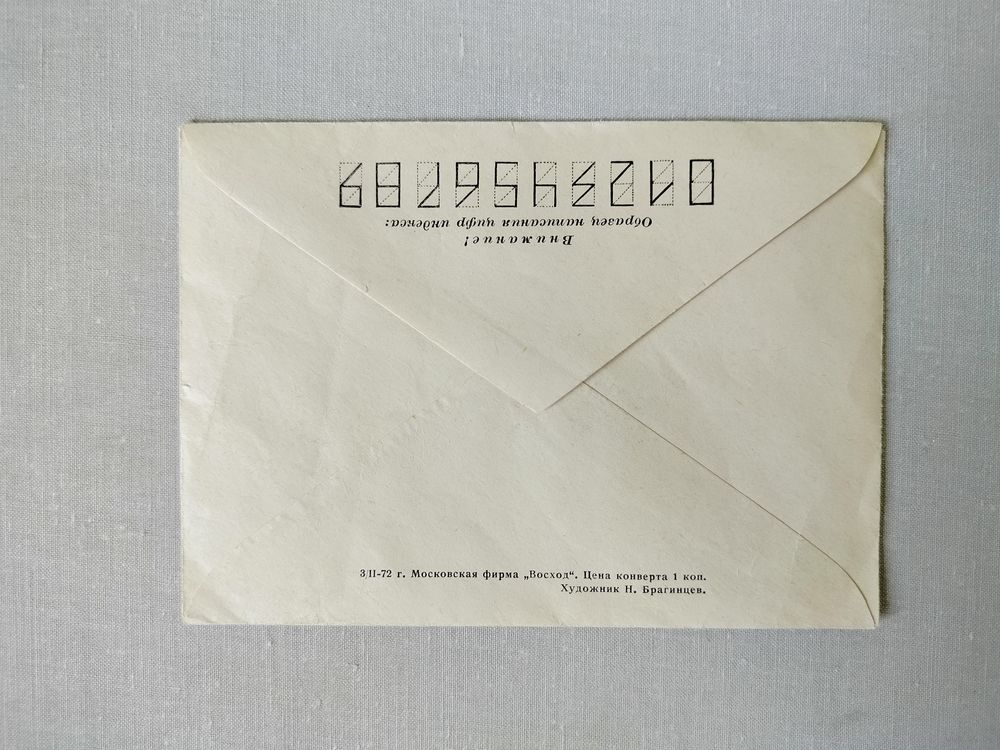 Внимание!
Образец написания цифр индекса:
0123456789
3/II-72 г. Московская фирма „Восход“. Цена конверта 1 коп.
Художник Н. Брагинцев.